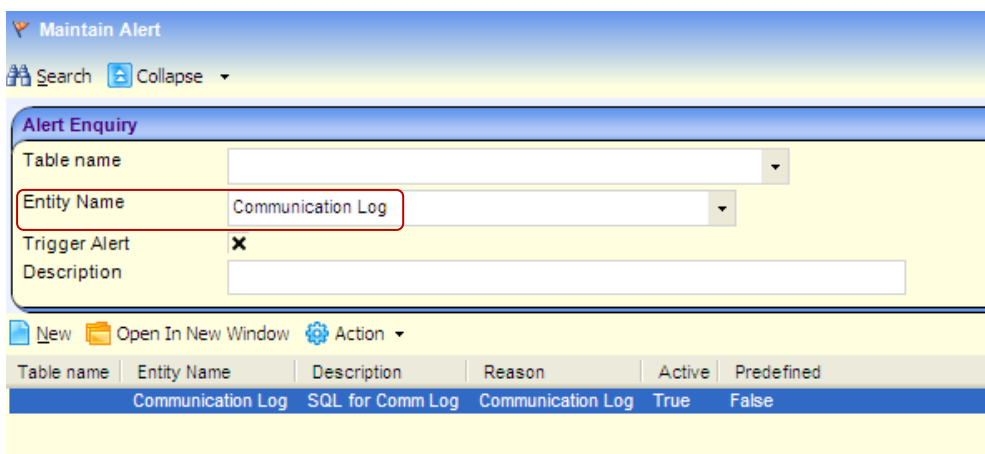 Maintain Alert
Search Collapse
Alert Enquiry
Table name
Entity Name Communication Log
Trigger Alert
Description
New Open In New Window Action
Table name Entity Name Description Reason Active Predefined
Communication Log SQL for Comm Log Communication Log True False